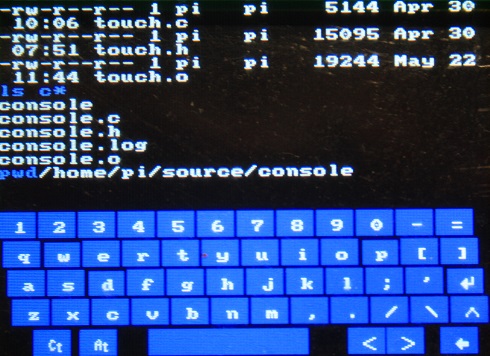 -rw-r--r-- 1 pi pi 5144 Apr 30
10:06 touch.c
-rw-r--r-- 1 pi pi 15095 Apr 30
07:51 touch.h
-rw-r--r-- 1 pi pi 19244 May 22
11:44 touch.o
ls c*
console
console.c
console.h
console.log
console.o
pwd/home/pi/source/console
1 2 3 4 5 6 7 8 9 0 - =
q w e r t y u i o p [ ]
a s d f g h j k l ; ' ↵
z x c v b n m , . / \ ^
Ct At < > ←